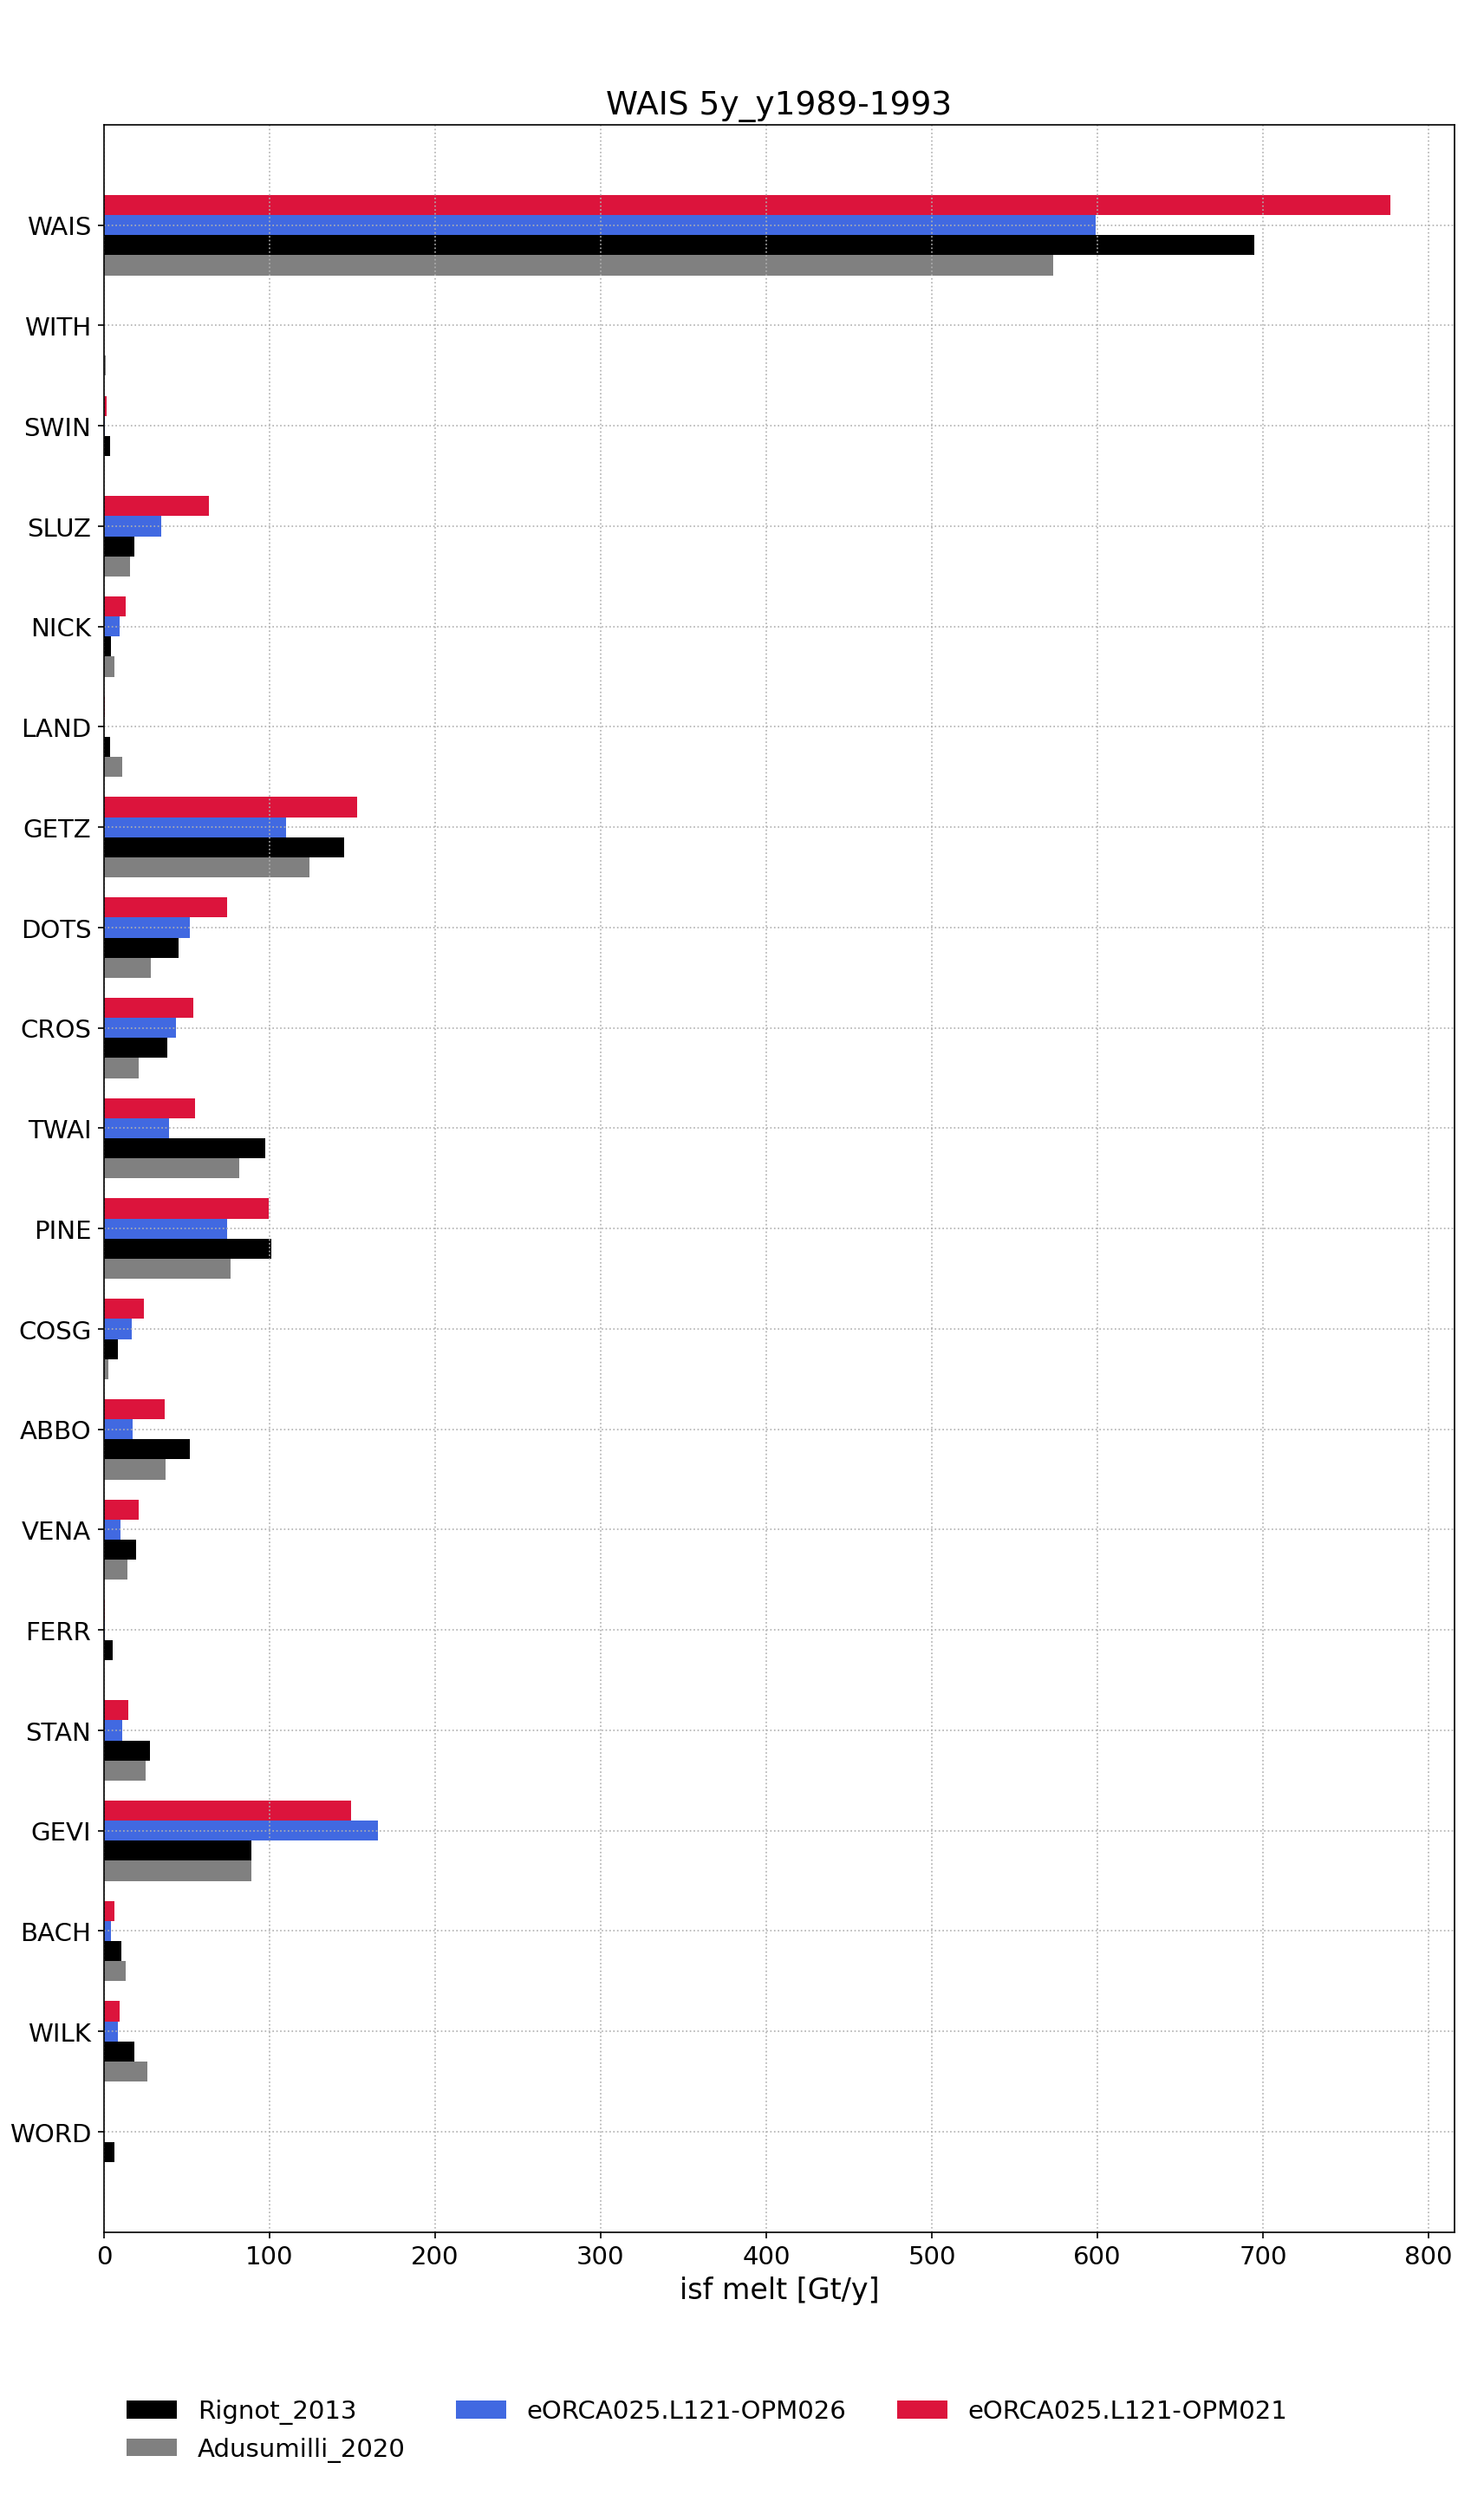 WAIS 5y_y1989-1993
WAIS
WITH
SWIN
SLUZ
NICK
LAND
GETZ
DOTS
CROS
TWAI
PINE
COSG
ABBO
VENA
FERR
STAN
GEVI
BACH
WILK
WORD
0 100 200 300 400 500 600 700 800
isf melt [Gt/y]
Rignot_2013 eORCA025.L121-OPM026 eORCA025.L121-OPM021
Adusumilli_2020